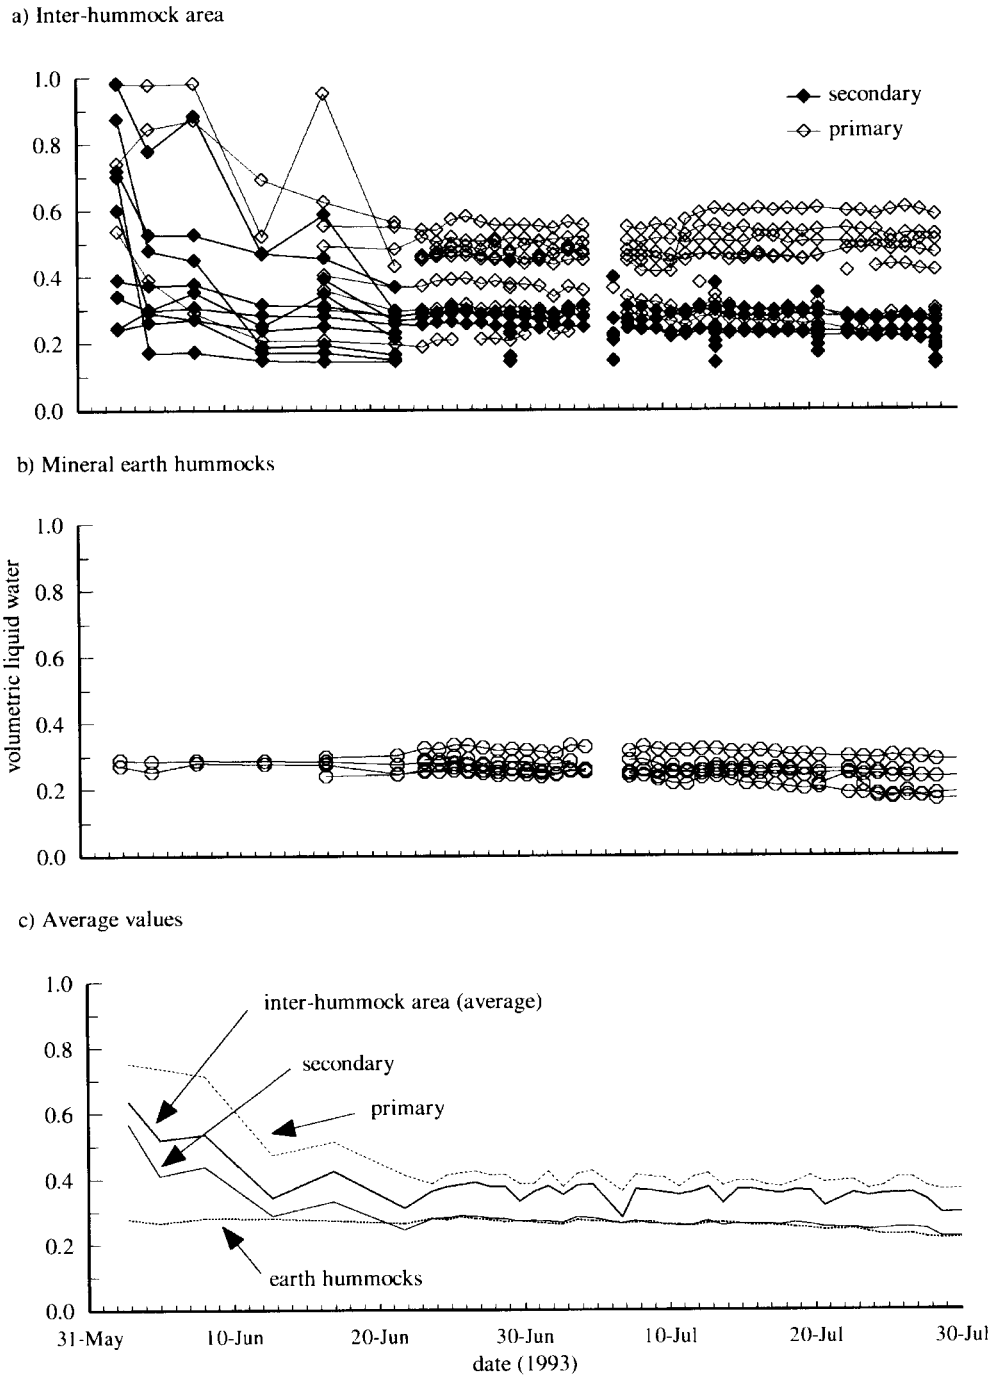 a) Inter-hummock area
1.0
0.8
0.6
0.4
0.2
0.0
secondary
primary
b) Mineral earth hummocks
volumetric liquid water
1.0
0.8
0.6
0.4
0.2
0.0
c) Average values
1.0
0.8
0.6
0.4
0.2
0.0
inter-hummock area (average)
secondary
primary
earth hummocks
31-May 10-Jun 20-Jun 30-Jun 10-Jul 20-Jul 30-Jul
date (1993)